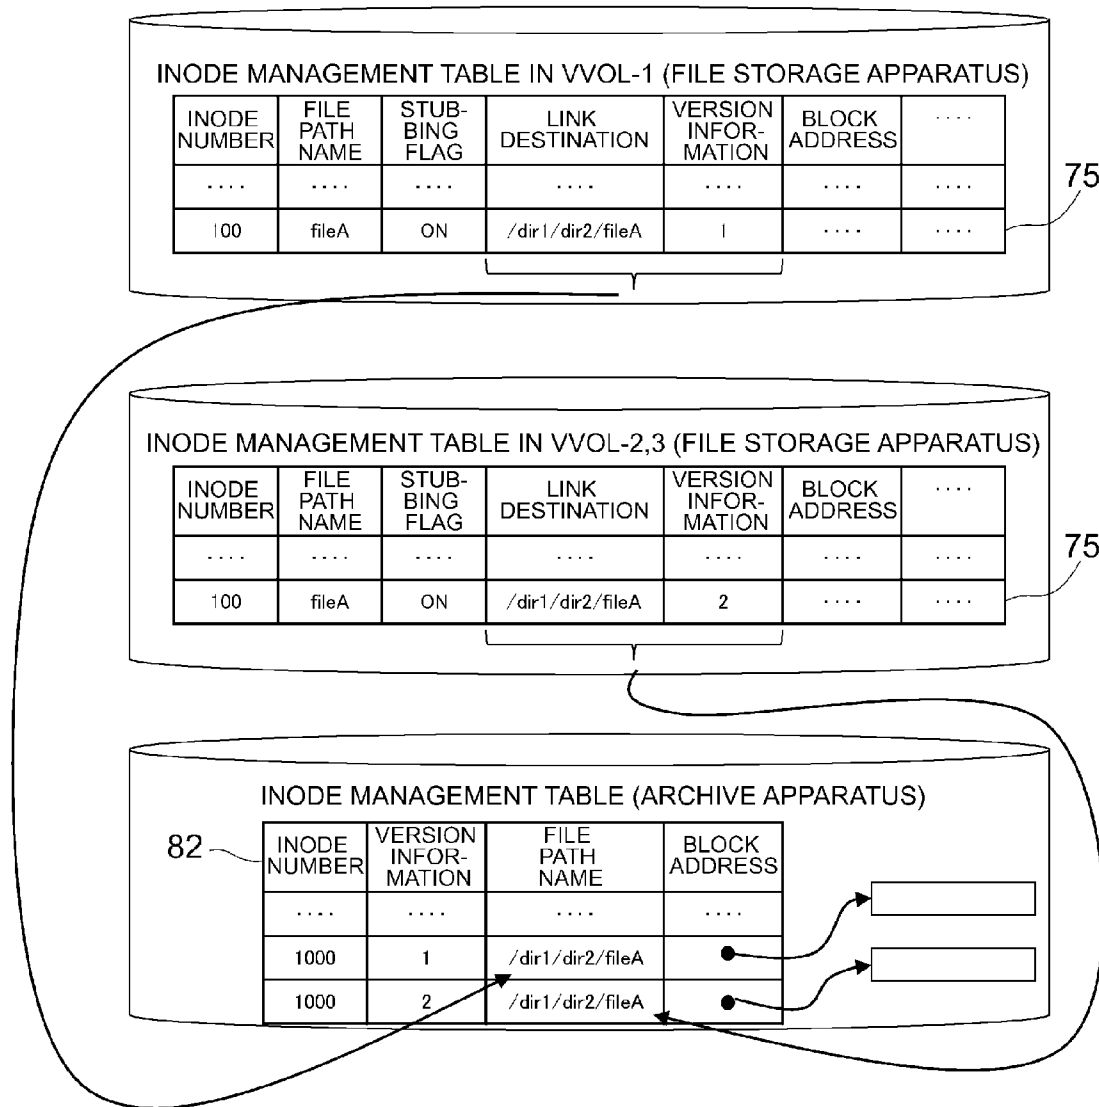 INODE MANAGEMENT TABLE IN VVOL-1 (FILE STORAGE APPARATUS)
INODE NUMBER FILE PATH NAME STUB-BING FLAG LINK DESTINATION VERSION INFOR-MATION BLOCK ADDRESS ....
.... .... .... .... .... .... ....
100 fileA ON /dir1/dir2/fileA 1 .... ....
75
INODE MANAGEMENT TABLE IN VVOL-2,3 (FILE STORAGE APPARATUS)
INODE NUMBER FILE PATH NAME STUB-BING FLAG LINK DESTINATION VERSION INFOR-MATION BLOCK ADDRESS ....
.... .... .... .... .... .... ....
100 fileA ON /dir1/dir2/fileA 2 .... ....
75
INODE MANAGEMENT TABLE (ARCHIVE APPARATUS)
82
INODE NUMBER VERSION INFOR-MATION FILE PATH NAME BLOCK ADDRESS
.... .... .... ....
1000 1 /dir1/dir2/fileA
1000 2 /dir1/dir2/fileA